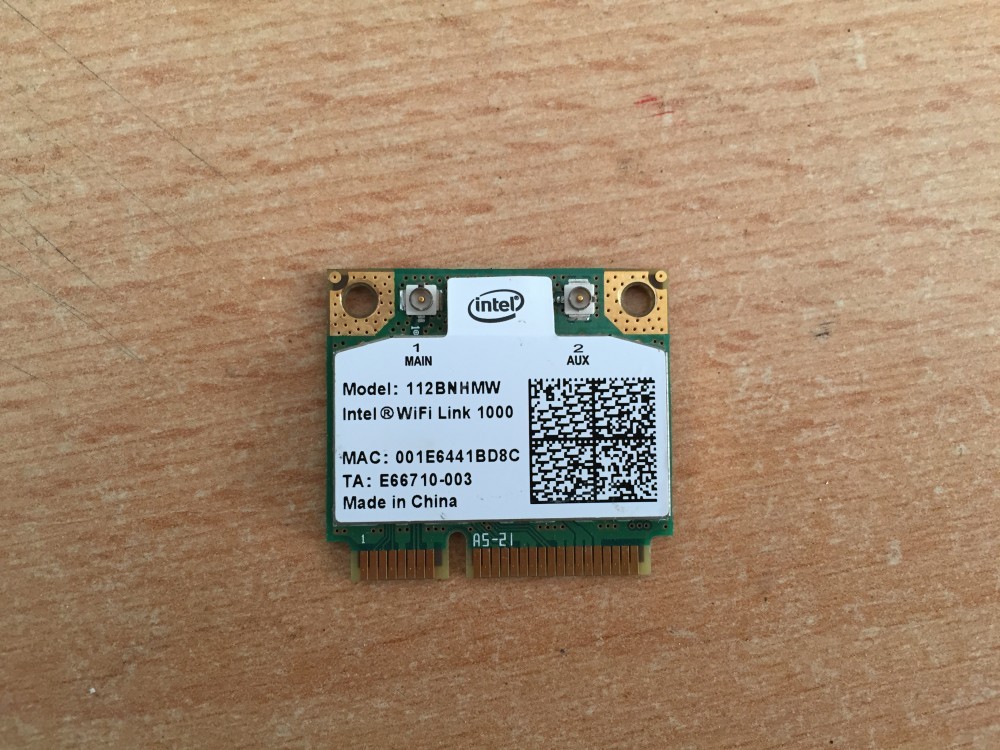 intel®
1
MAIN
2
AUX
Model: 112BNHMW
Intel® WiFi Link 1000
MAC: 001E6441BD8C
TA: E66710-003
Made in China
1
A5-21